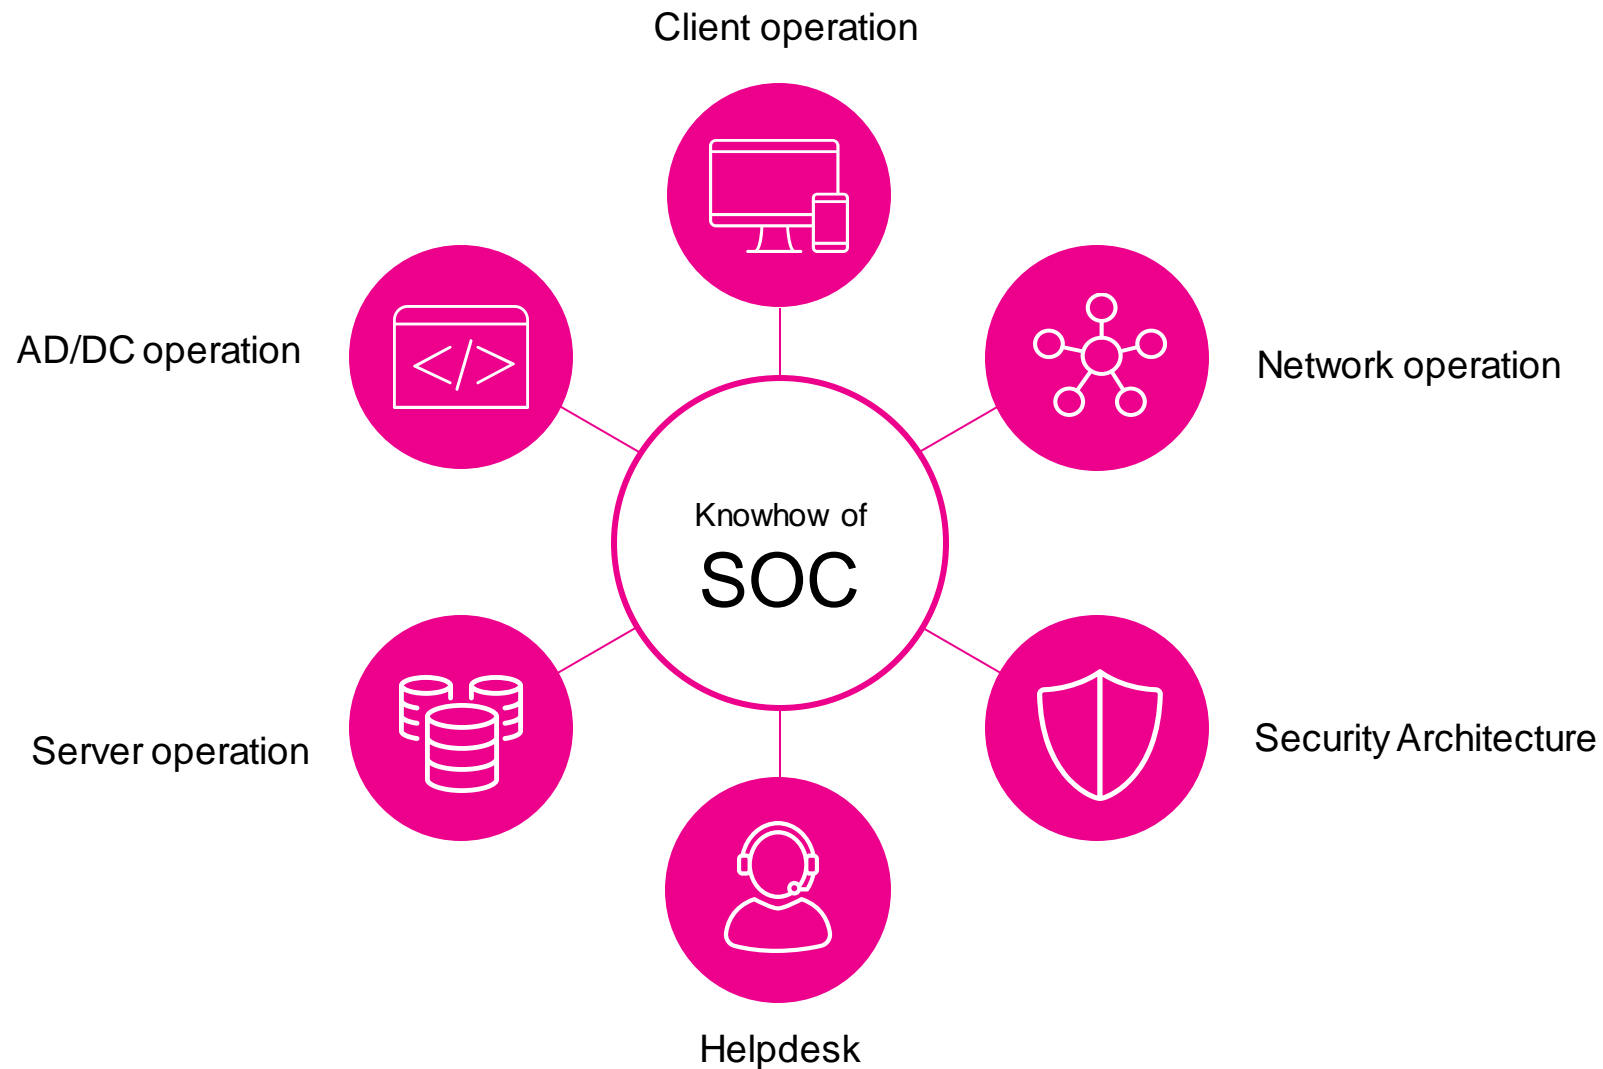 Client operation
AD/DC operation
Network operation
Knowhow of
SOC
Server operation
Security Architecture
Helpdesk